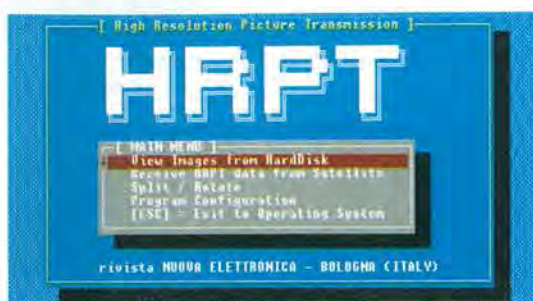 [ High Resolution Picture Transmission ]
HRPT
[ MAIN MENU ]
View Images from HardDisk
Receive HRPT data from Satellite
Split / Rotate
Program Configuration
[ESC] = Exit to Operating System
rivista NUOVA ELETTRONICA - BOLOGNA (ITALY)